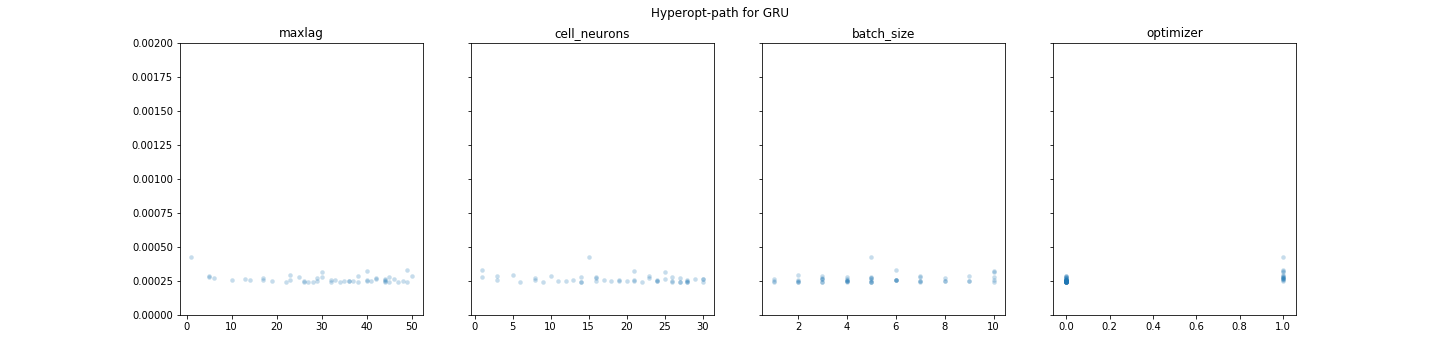 Hyperopt-path for GRU
maxlag
cell_neurons
batch_size
optimizer
0.00200
0.00175
0.00150
0.00125
0.00100
0.00075
0.00050
0.00025
0.00000
0 10 20 30 40 50
0 5 10 15 20 25 30
2 4 6 8 10
0.0 0.2 0.4 0.6 0.8 1.0